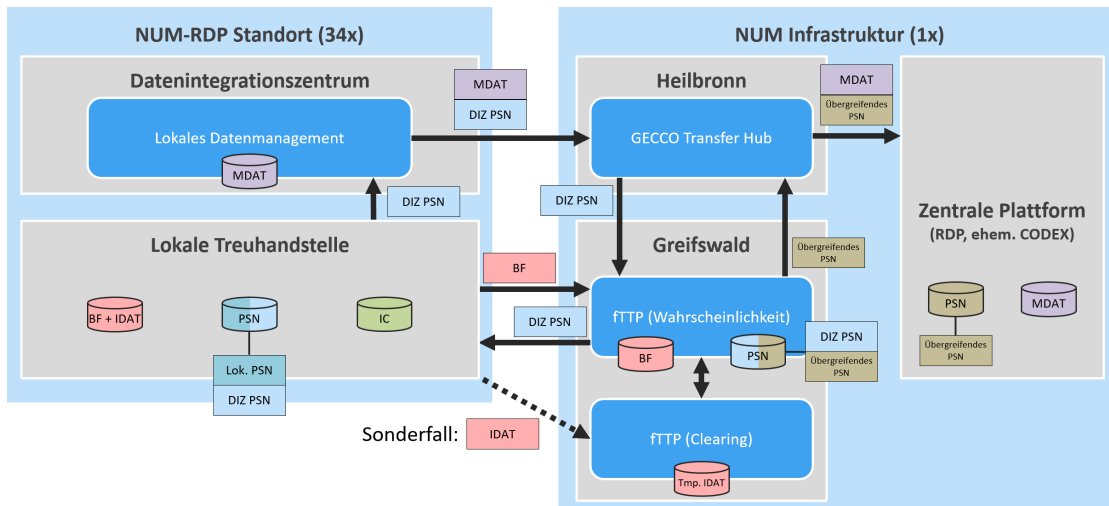 NUM-RDP Standort (34x)
Datenintegrationszentrum
Lokales Datenmanagement
MDAT
MDAT
DIZ PSN
DIZ PSN
Lokale Treuhandstelle
BF + IDAT
PSN
IC
Lok. PSN
DIZ PSN
BF
DIZ PSN
Sonderfall:
IDAT
NUM Infrastruktur (1x)
Heilbronn
GECCO Transfer Hub
MDAT
Übergreifendes
PSN
DIZ PSN
Greifswald
Übergreifendes
PSN
fTTP (Wahrscheinlichkeit)
BF
PSN
DIZ PSN
Übergreifendes
PSN
fTTP (Clearing)
Tmp. IDAT
Zentrale Plattform
(RDP, ehem. CODEX)
PSN
MDAT
Übergreifendes
PSN